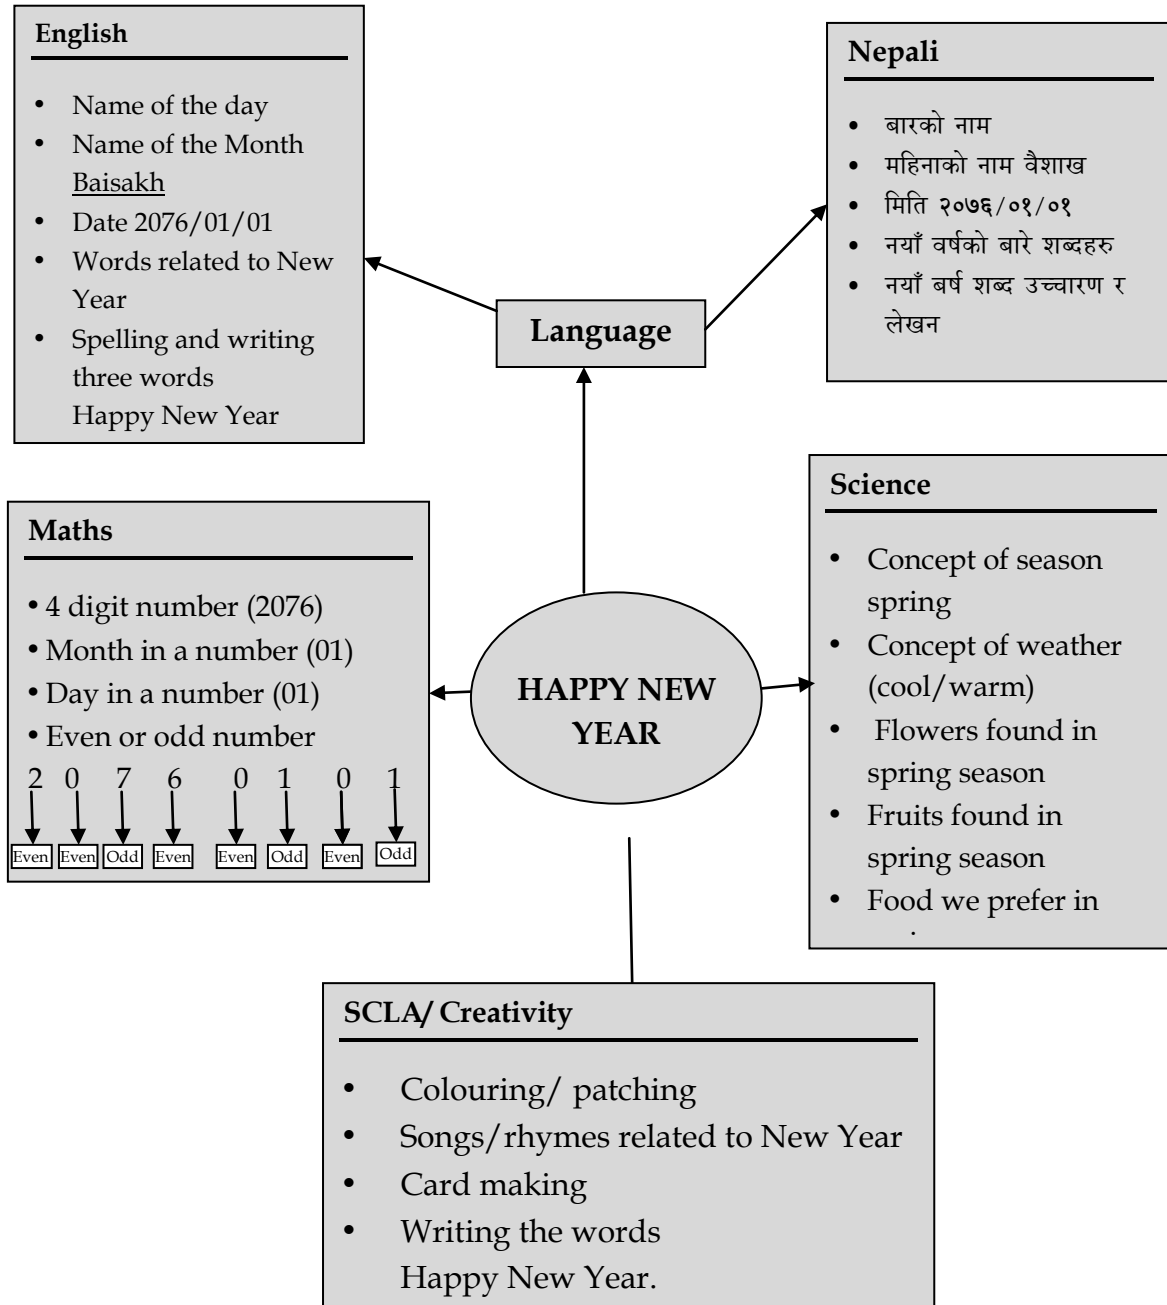 English
• Name of the day
• Name of the Month
Baisakh
• Date 2076/01/01
• Words related to New
Year
• Spelling and writing
three words
Happy New Year
Nepali
• बारको नाम
• महिनाको नाम वैशाख
• मिति २०७६/०१/०१
• नयाँ वर्षको बारे शब्दहरु
• नयाँ बर्ष शब्द उच्चारण र
लेखन
Language
Maths
• 4 digit number (2076)
• Month in a number (01)
• Day in a number (01)
• Even or odd number
2 0 7 6 0 1 0 1
Even Even Odd Even Even Odd Even Odd
HAPPY NEW
YEAR
Science
• Concept of season
spring
• Concept of weather
(cool/warm)
• Flowers found in
spring season
• Fruits found in
spring season
• Food we prefer in
SCLA/ Creativity
• Colouring/ patching
• Songs/rhymes related to New Year
• Card making
• Writing the words
Happy New Year.